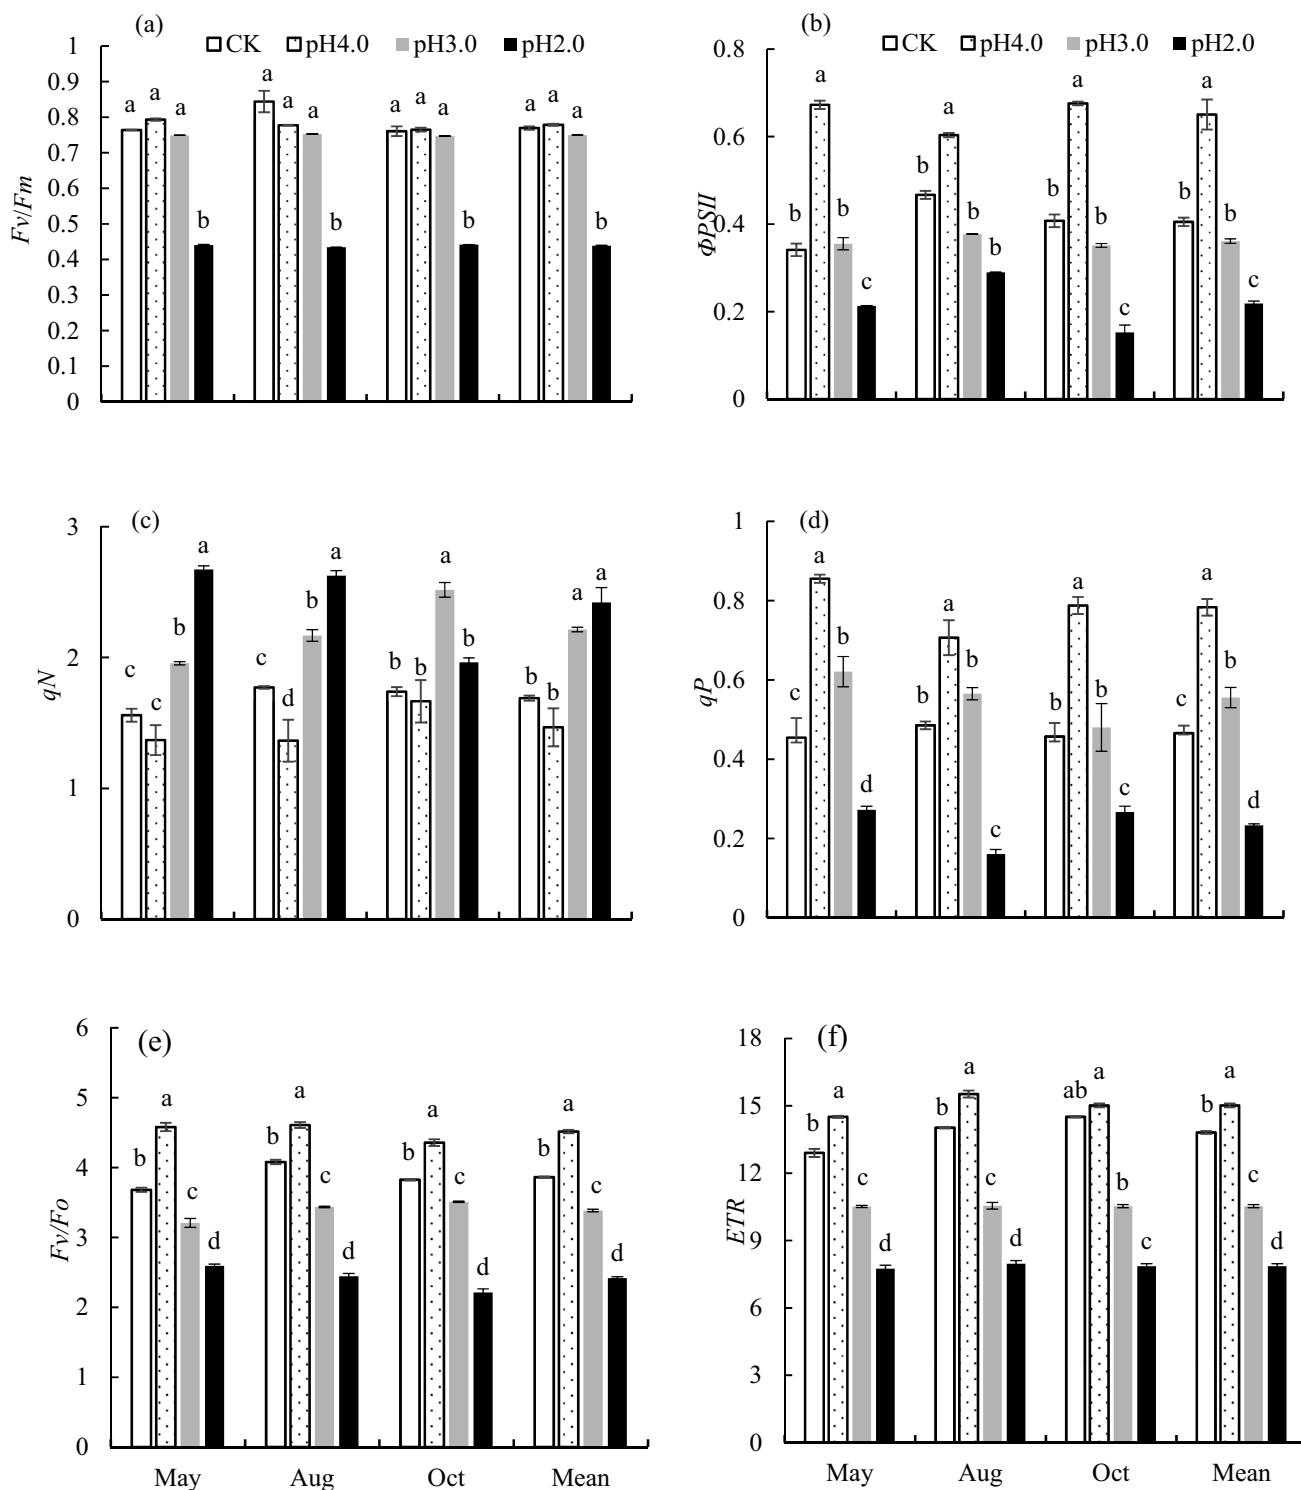 (a)
CK pH4.0 pH3.0 pH2.0
1
0.9
0.8
0.7
0.6
0.5
0.4
0.3
0.2
0.1
0
Fv/Fm
a a a b
a a a b
a a a b
a a a b
(b)
CK pH4.0 pH3.0 pH2.0
0.8
0.6
0.4
0.2
0
ΦPSII
b a b c
b a b b
b a b c
b a b c
(c)
3
2
1
0
qN
c c b a
c d b a
b b a b
b b a a
(d)
1
0.8
0.6
0.4
0.2
0
qP
c a b d
b a b c
b a b c
c a b d
(e)
6
5
4
3
2
1
0
Fv/Fo
b a c d
b a c d
b a c d
b a c d
May Aug Oct Mean
(f)
18
15
12
9
6
3
0
ETR
b a c d
b a c d
ab a b c
b a c d
May Aug Oct Mean